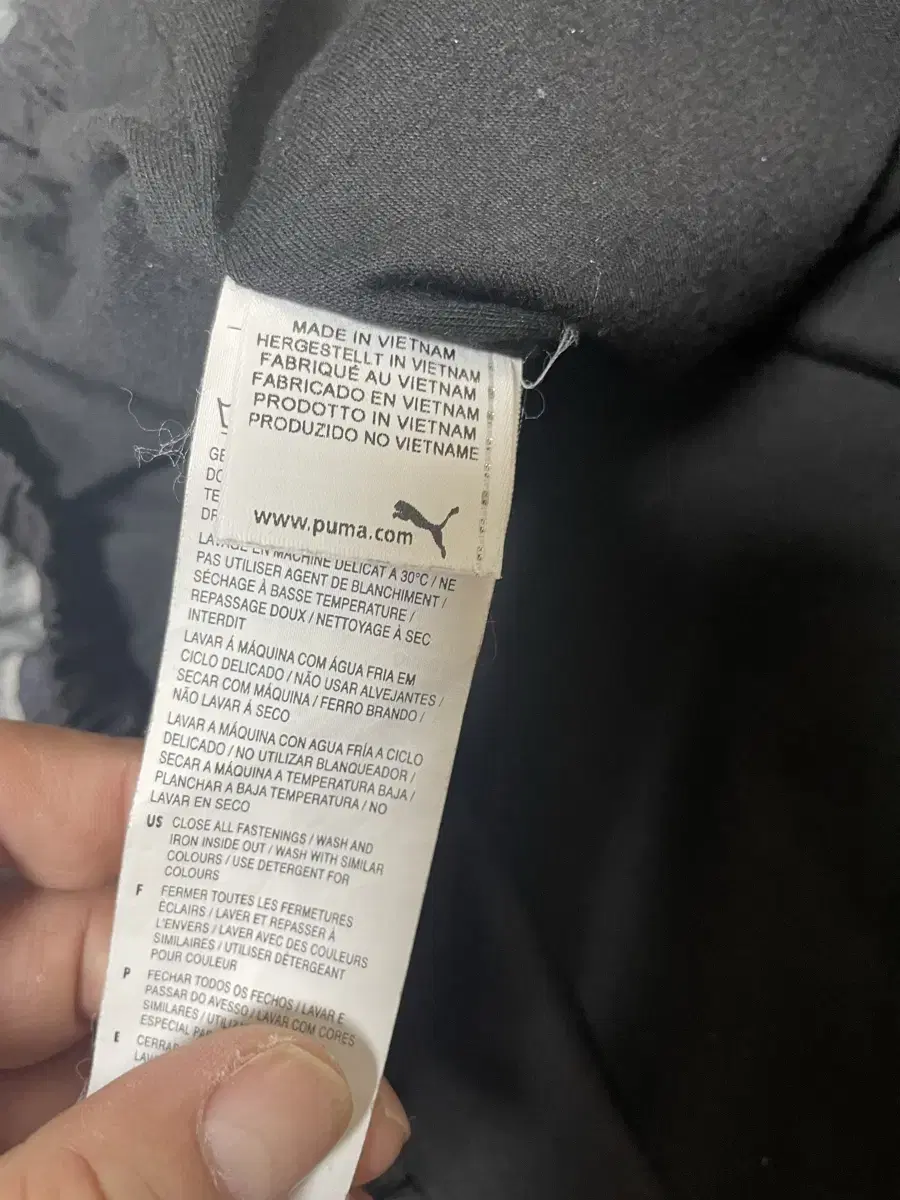 MADE IN VIETNAM
HERGESTELLT IN VIETNAM
FABRIQUÉ AU VIETNAM
FABRICADO EN VIETNAM
PRODOTTO IN VIETNAM
PRODUZIDO NO VIETNAME
www.puma.com
EN MACHINE DÉLICAT A 30°C / NE
PAS UTILISER AGENT DE BLANCHIMENT /
SÉCHAGE À BASSE TEMPERATURE /
REPASSAGE DOUX / NETTOYAGE À SEC
INTERDIT
LAVAR Á MÁQUINA COM ÁGUA FRIA EM
CICLO DELICADO / NÃO USAR ALVEJANTES /
SECAR COM MÁQUINA / FERRO BRANDO /
NÃO LAVAR Á SECO
LAVAR A MÁQUINA CON AGUA FRÍA A CICLO
DELICADO / NO UTILIZAR BLANQUEADOR /
SECAR A MÁQUINA A TEMPERATURA BAJA /
PLANCHAR A BAJA TEMPERATURA / NO
LAVAR EN SECO
US CLOSE ALL FASTENINGS / WASH AND
IRON INSIDE OUT / WASH WITH SIMILAR
COLOURS / USE DETERGENT FOR
COLOURS
F FERMER TOUTES LES FERMETURES
ÉCLAIRS / LAVER ET REPASSER À
L'ENVERS / LAVER AVEC DES COULEURS
SIMILAIRES / UTILISER DÉTERGEANT
POUR COULEUR
P FECHAR TODOS OS FECHOS / LAVAR E
PASSAR DO AVESSO / LAVAR COM CORES
SIMILARES /
ESPECIAL
E